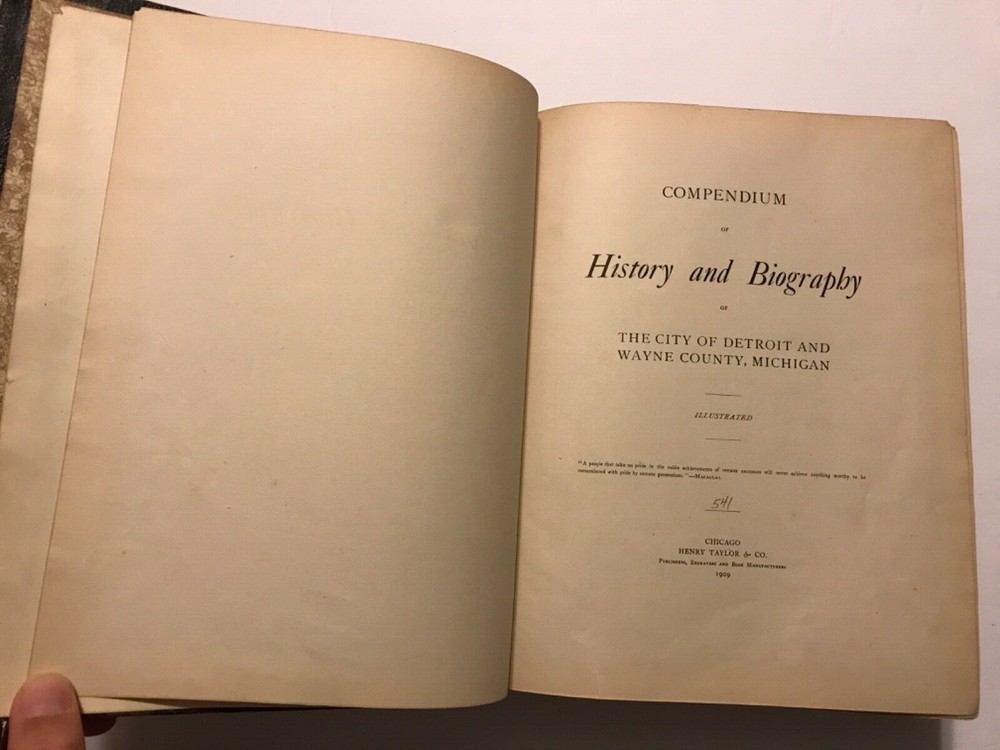 COMPENDIUM
OF
History and Biography
OF
THE CITY OF DETROIT AND
WAYNE COUNTY, MICHIGAN
ILLUSTRATED
"A people that take no pride in the noble achievements of remote ancestors will never achieve anything worthy to be
remembered with pride by remote generations."—MACAULAY.
541
CHICAGO
HENRY TAYLOR & CO.
PUBLISHERS, ENGRAVERS AND BOOK MANUFACTURERS
1909